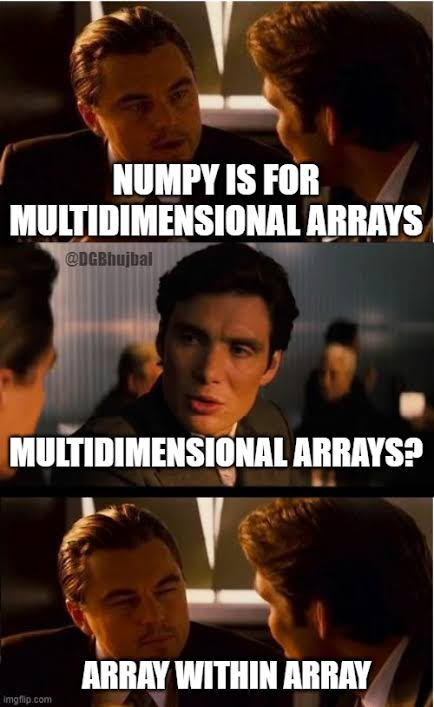 NUMPY IS FOR
MULTIDIMENSIONAL ARRAYS
@DGBhujbal
MULTIDIMENSIONAL ARRAYS?
ARRAY WITHIN ARRAY
imgflip.com